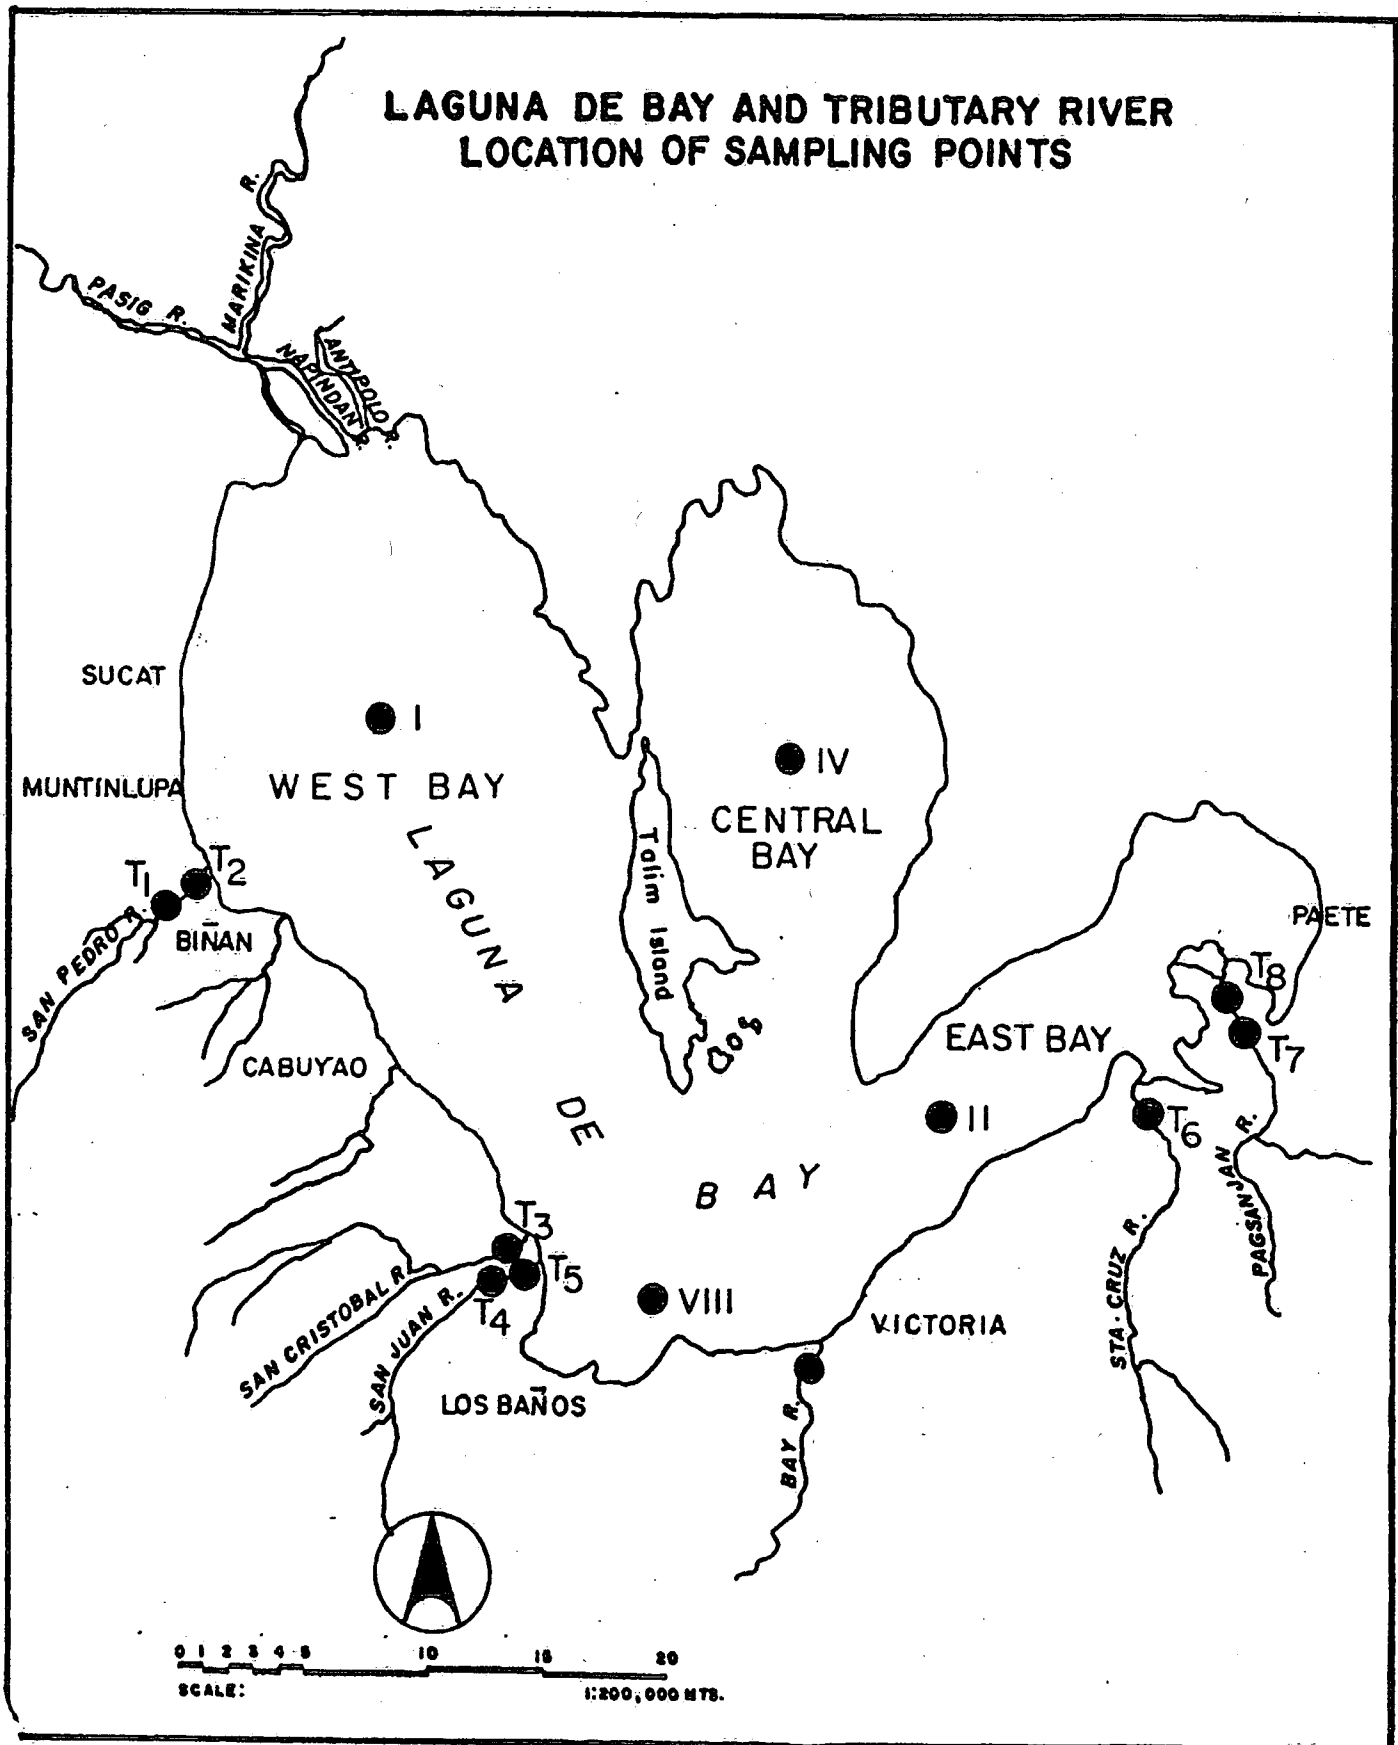 LAGUNA DE BAY AND TRIBUTARY RIVER
LOCATION OF SAMPLING POINTS
MARIKINA R.
PASIG R.
NAPINDAN R.
ANTIPOLO R.
SUCAT
I
IV
MUNTINLUPA
WEST BAY
CENTRAL
BAY
Talim Island
LAGUNA
DE
BAY
T1
T2
SAN PEDRO R.
BIÑAN
PAETE
T8
T7
EAST BAY
CABUYAO
II
T6
PAGSANJAN R.
STA. CRUZ R.
T3
T5
T4
VIII
SAN CRISTOBAL R.
SAN JUAN R.
VICTORIA
LOS BAÑOS
BAY R.
0 1 2 3 4 5 10 15 20
SCALE: 1:200,000 MTS.